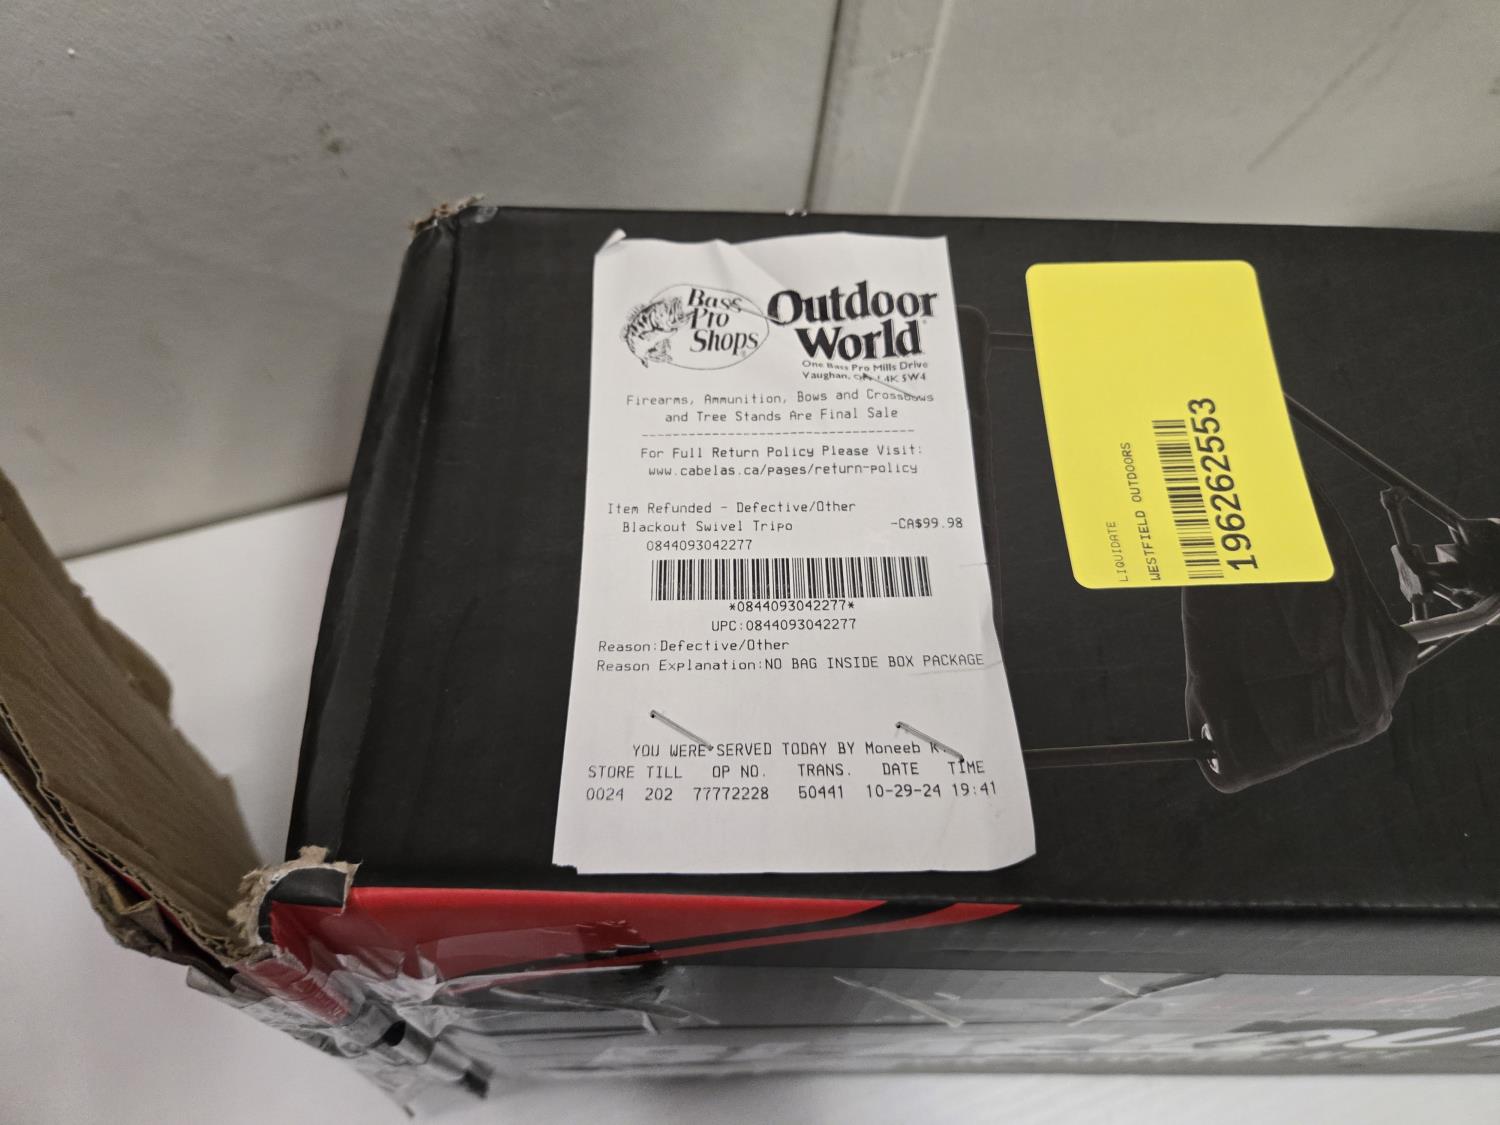 Bass
Pro
Shops
Outdoor
World
One Bass Pro Mills Drive
Vaughan, 4K 5W4
Firearms, Ammunition, Bows and Crossbows
and Tree Stands Are Final Sale
--------------------------------
For Full Return Policy Please Visit:
www.cabelas.ca/pages/return-policy
Item Refunded - Defective/Other
Blackout Swivel Tripo -CA$99.98
0844093042277
*0844093042277*
UPC:0844093042277
Reason:Defective/Other
Reason Explanation:NO BAG INSIDE BOX PACKAGE
YOU WERE SERVED TODAY BY Moneeb K.
STORE TILL OP NO. TRANS. DATE TIME
0024 202 77772228 50441 10-29-24 19:41
LIQUIDATE
WESTFIELD OUTDOORS
196262553